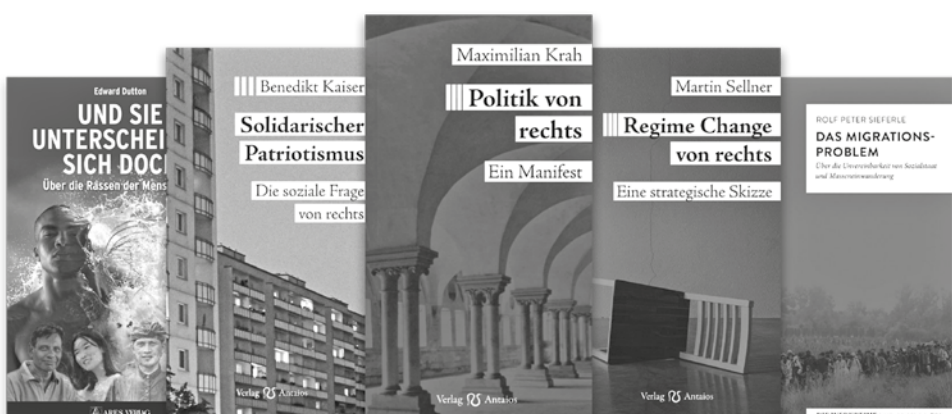 Edward Dutton
UND SIE
UNTERSCHEI
SICH DOCH
Über die Rassen der Mens
Benedikt Kaiser
Solidarischer
Patriotismus
Die soziale Frage
von rechts
Verlag Antaios
Maximilian Krah
Politik von
rechts
Ein Manifest
Verlag Antaios
Martin Sellner
Regime Change
von rechts
Eine strategische Skizze
Verlag Antaios
ROLF PETER SIEFERLE
DAS MIGRATIONS-
PROBLEM
Über die Unvereinbarkeit von Sozialstaat
und Masseneinwanderung